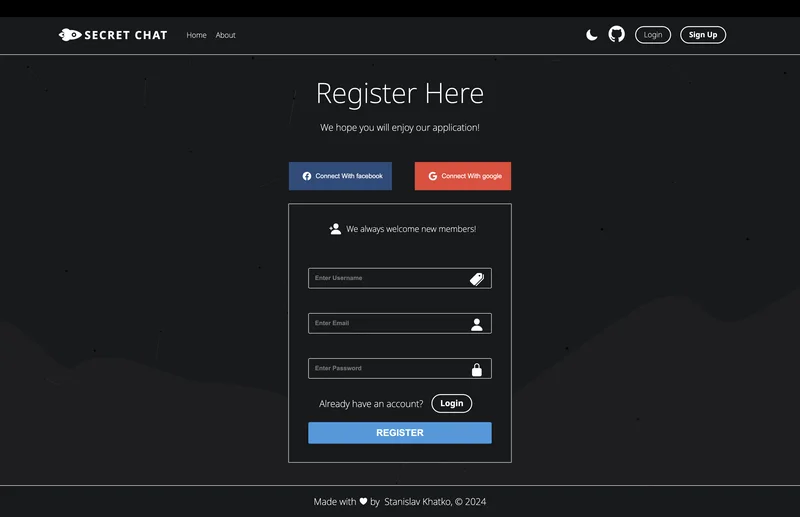 SECRET CHAT Home About Login Sign Up
Register Here
We hope you will enjoy our application!
Connect With facebook Connect With google
We always welcome new members!
Enter Username
Enter Email
Enter Password
Already have an account? Login
REGISTER
Made with by Stanislav Khatko, © 2024